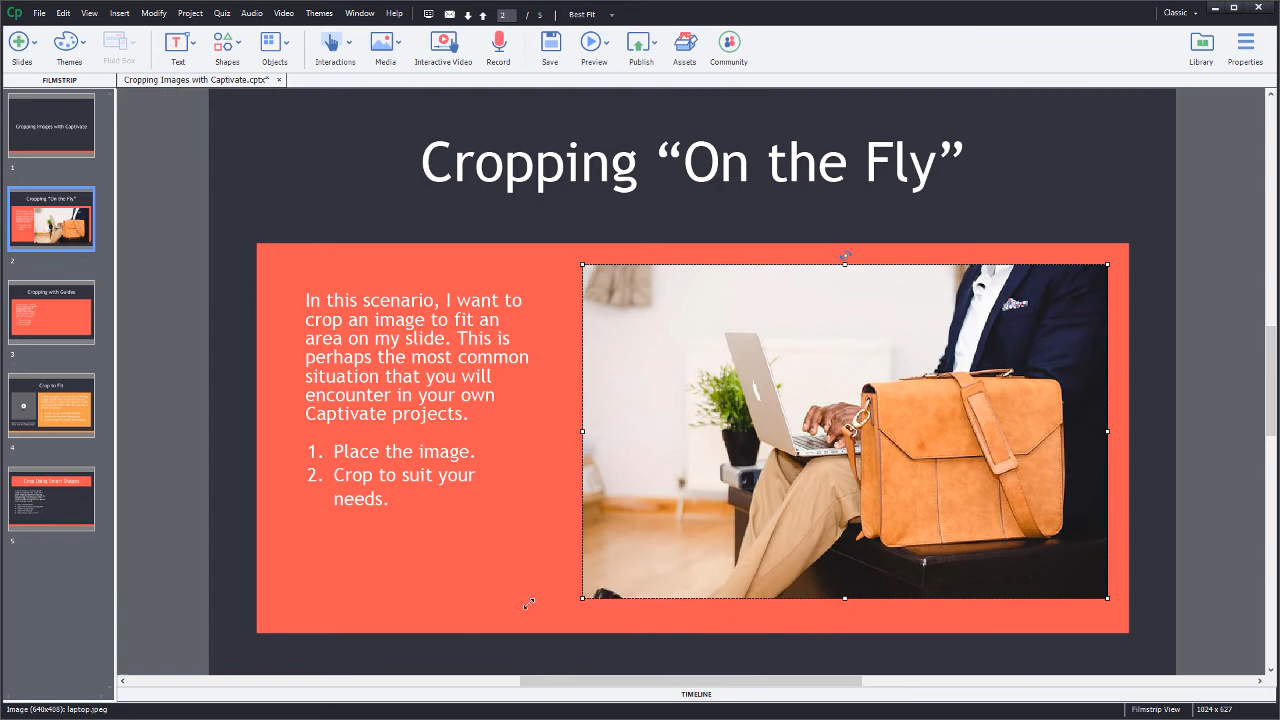 Cp File Edit View Insert Modify Project Quiz Audio Video Themes Window Help 2 / 5 Best Fit Classic
Slides Themes Fluid Box Text Shapes Objects Interactions Media Interactive Video Record Save Preview Publish Assets Community Library Properties
FILMSTRIP Cropping Images with Captivate.cptx* ×
Cropping Images with Captivate
1
Cropping "On the Fly"
2
Cropping with Guides
3
Crop to Fit
4
Crop Using Smart Shapes
5
Cropping “On the Fly”
In this scenario, I want to
crop an image to fit an
area on my slide. This is
perhaps the most common
situation that you will
encounter in your own
Captivate projects.
1. Place the image.
2. Crop to suit your
needs.
TIMELINE
Image (640x408): laptop.jpeg Filmstrip View 1024 x 627